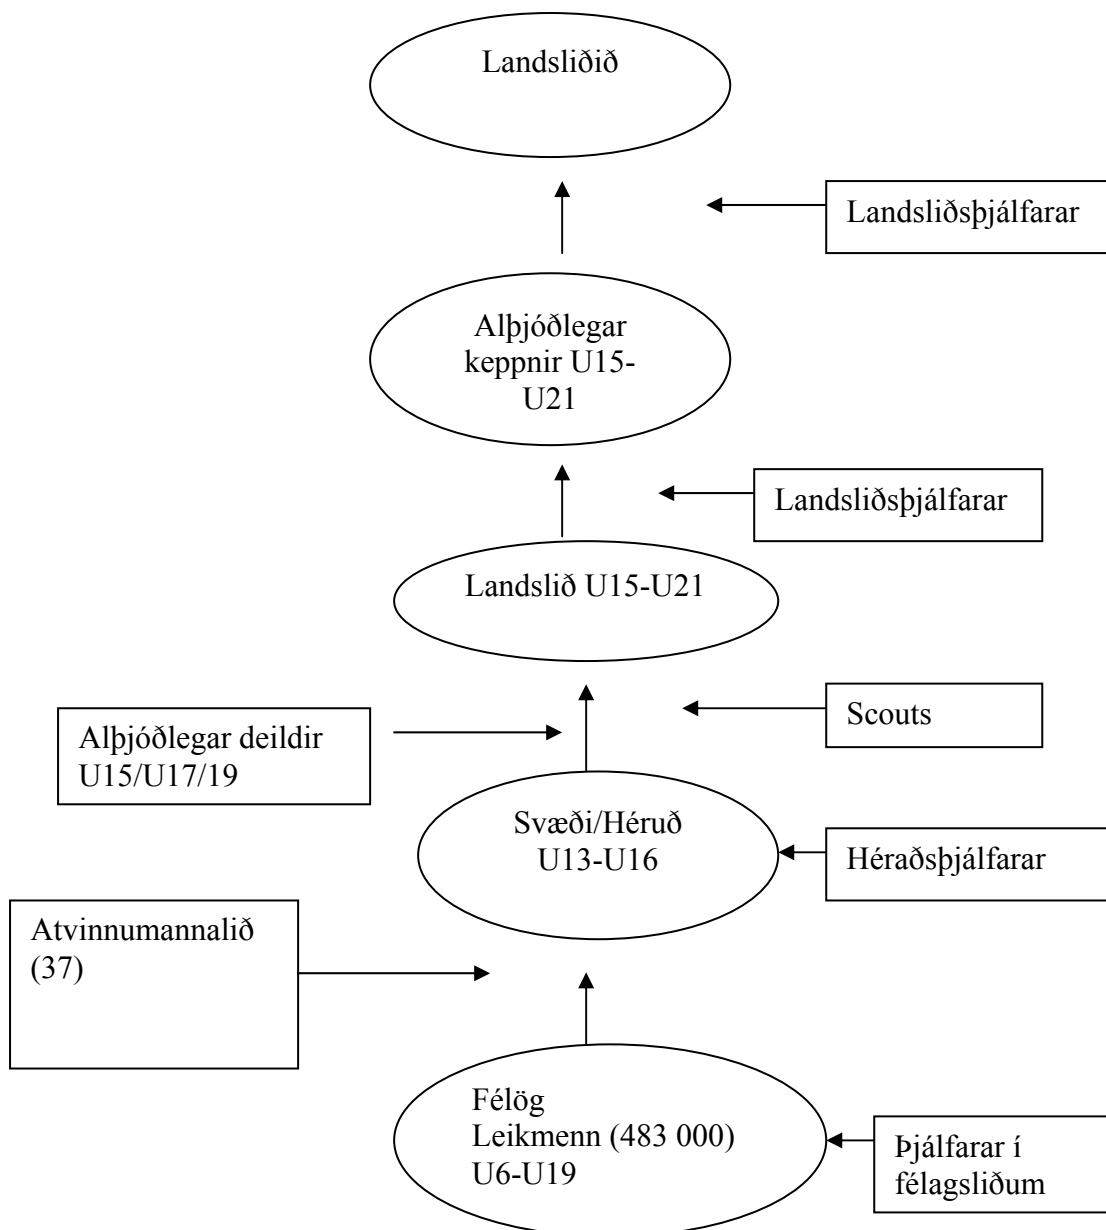 Landsliðið
Landsliðsþjálfarar
Alþjóðlegar
keppnir U15-
U21
Landsliðsþjálfarar
Landslið U15-U21
Scouts
Alþjóðlegar deildir
U15/U17/19
Svæði/Héruð
U13-U16
Héraðsþjálfarar
Atvinnumannalið
(37)
Félög
Leikmenn (483 000)
U6-U19
Þjálfarar í
félagsliðum